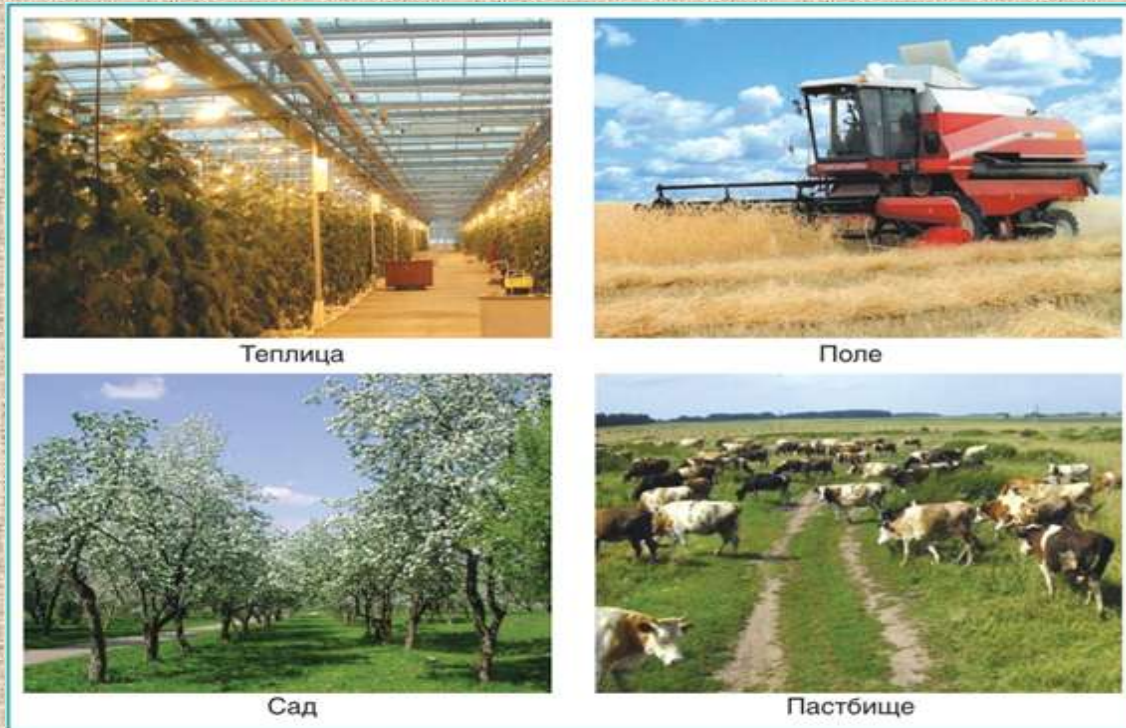 Теплица
Поле
Сад
Пастбище